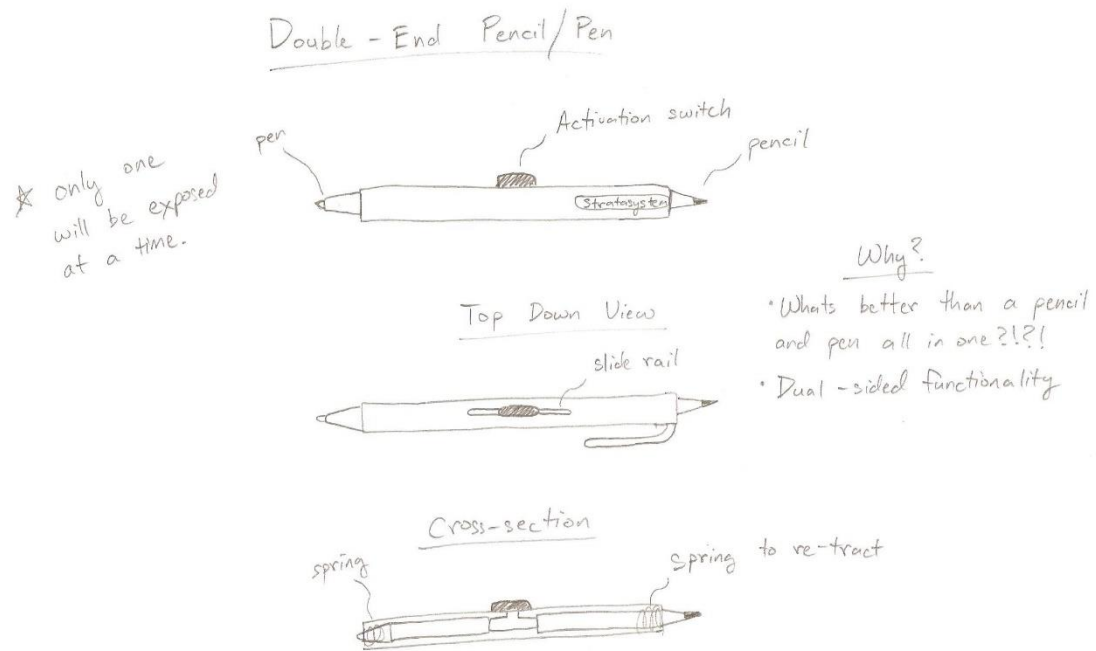 Double-End Pencil/Pen
pen
Activation switch
pencil
☆ only one
will be exposed
at a time.
Stratasystem
Why?
• Whats better than a pencil
and pen all in one?!?!
• Dual-sided functionality
Top Down View
slide rail
Cross-section
spring
spring to re-tract